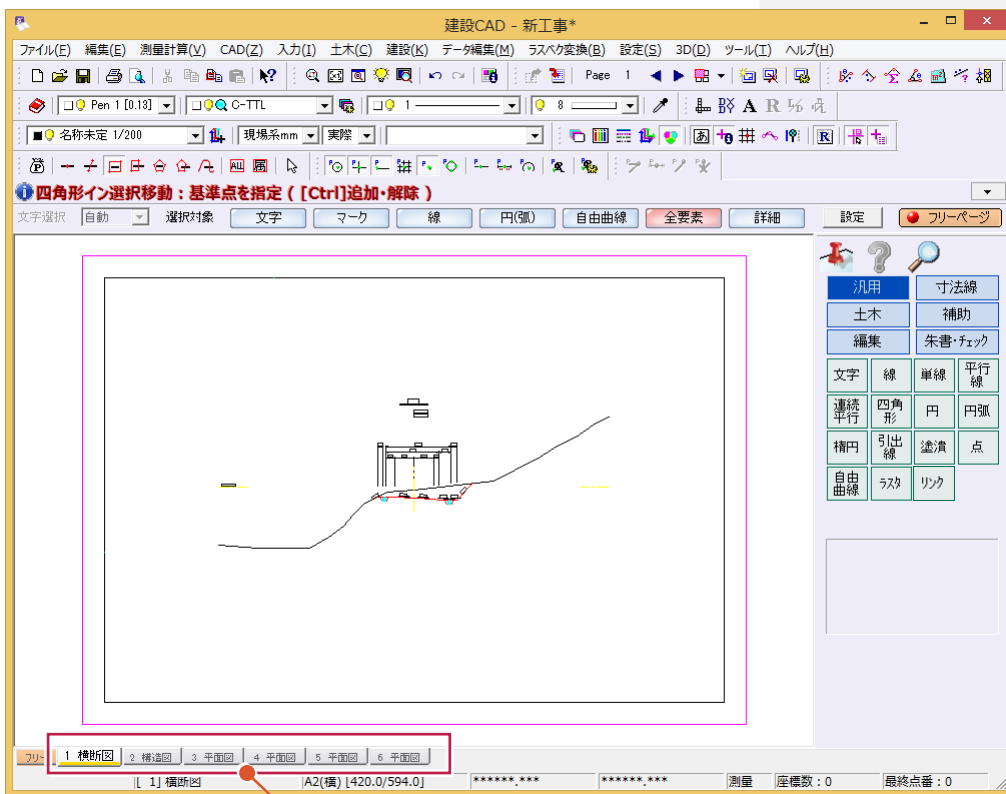 建設CAD - 新工事*
ファイル(F) 編集(E) 測量計算(V) CAD(Z) 入力(I) 土木(C) 建設(K) データ編集(M) ラスベク変換(B) 設定(S) 3D(D) ツール(T) ヘルプ(H)
Page 1
Pen 1 [0.13] C-TTL 1 8
名称未定 1/200 現場系mm 実際
四角形イン選択移動：基準点を指定 ( [Ctrl]追加・解除 )
文字選択 自動 選択対象 文字 マーク 線 円(弧) 自由曲線 全要素 詳細 設定 フリーページ
汎用 寸法線
土木 補助
編集 朱書・チェック
文字 線 単線 平行線
連続平行 四角形 円 円弧
楕円 引出線 塗潰 点
自由曲線 ラスタ リンク
フリー 1 横断図 2 構造図 3 平面図 4 平面図 5 平面図 6 平面図
[ 1] 横断図 A2(横) [420.0/594.0] ******.*** ******.*** 測量 座標数：0 最終点番：0